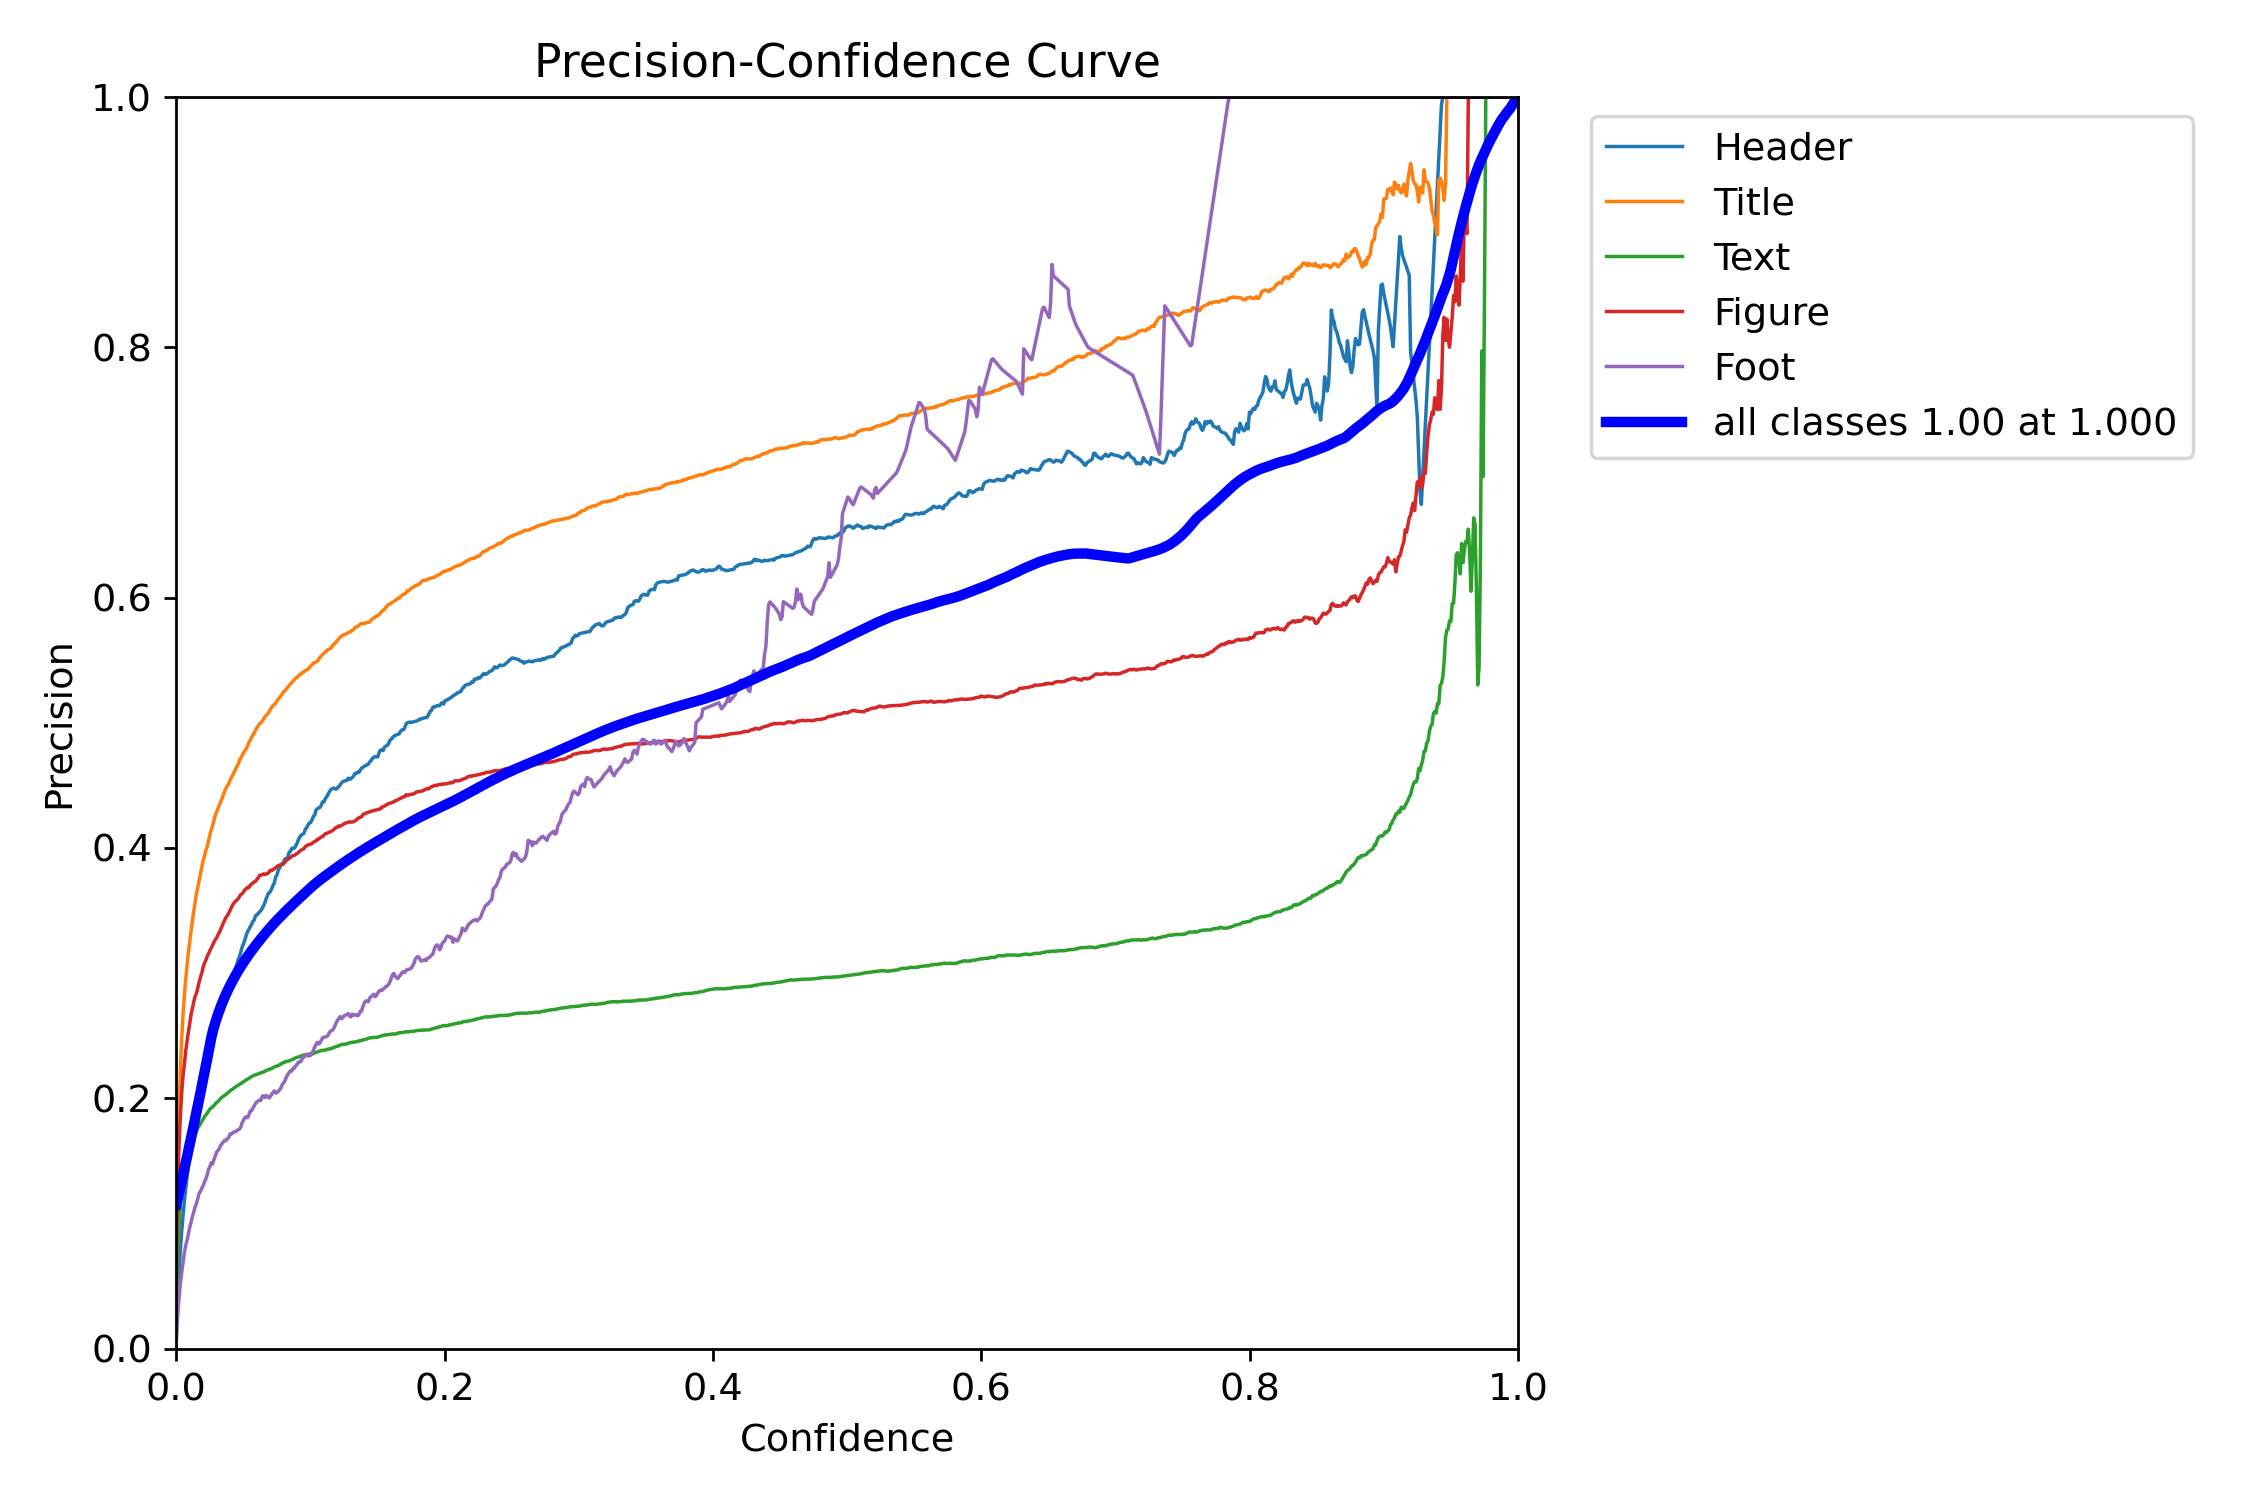 Precision-Confidence Curve
1.0
0.8
0.6
0.4
0.2
0.0
Precision
0.0 0.2 0.4 0.6 0.8 1.0
Confidence
Header
Title
Text
Figure
Foot
all classes 1.00 at 1.000